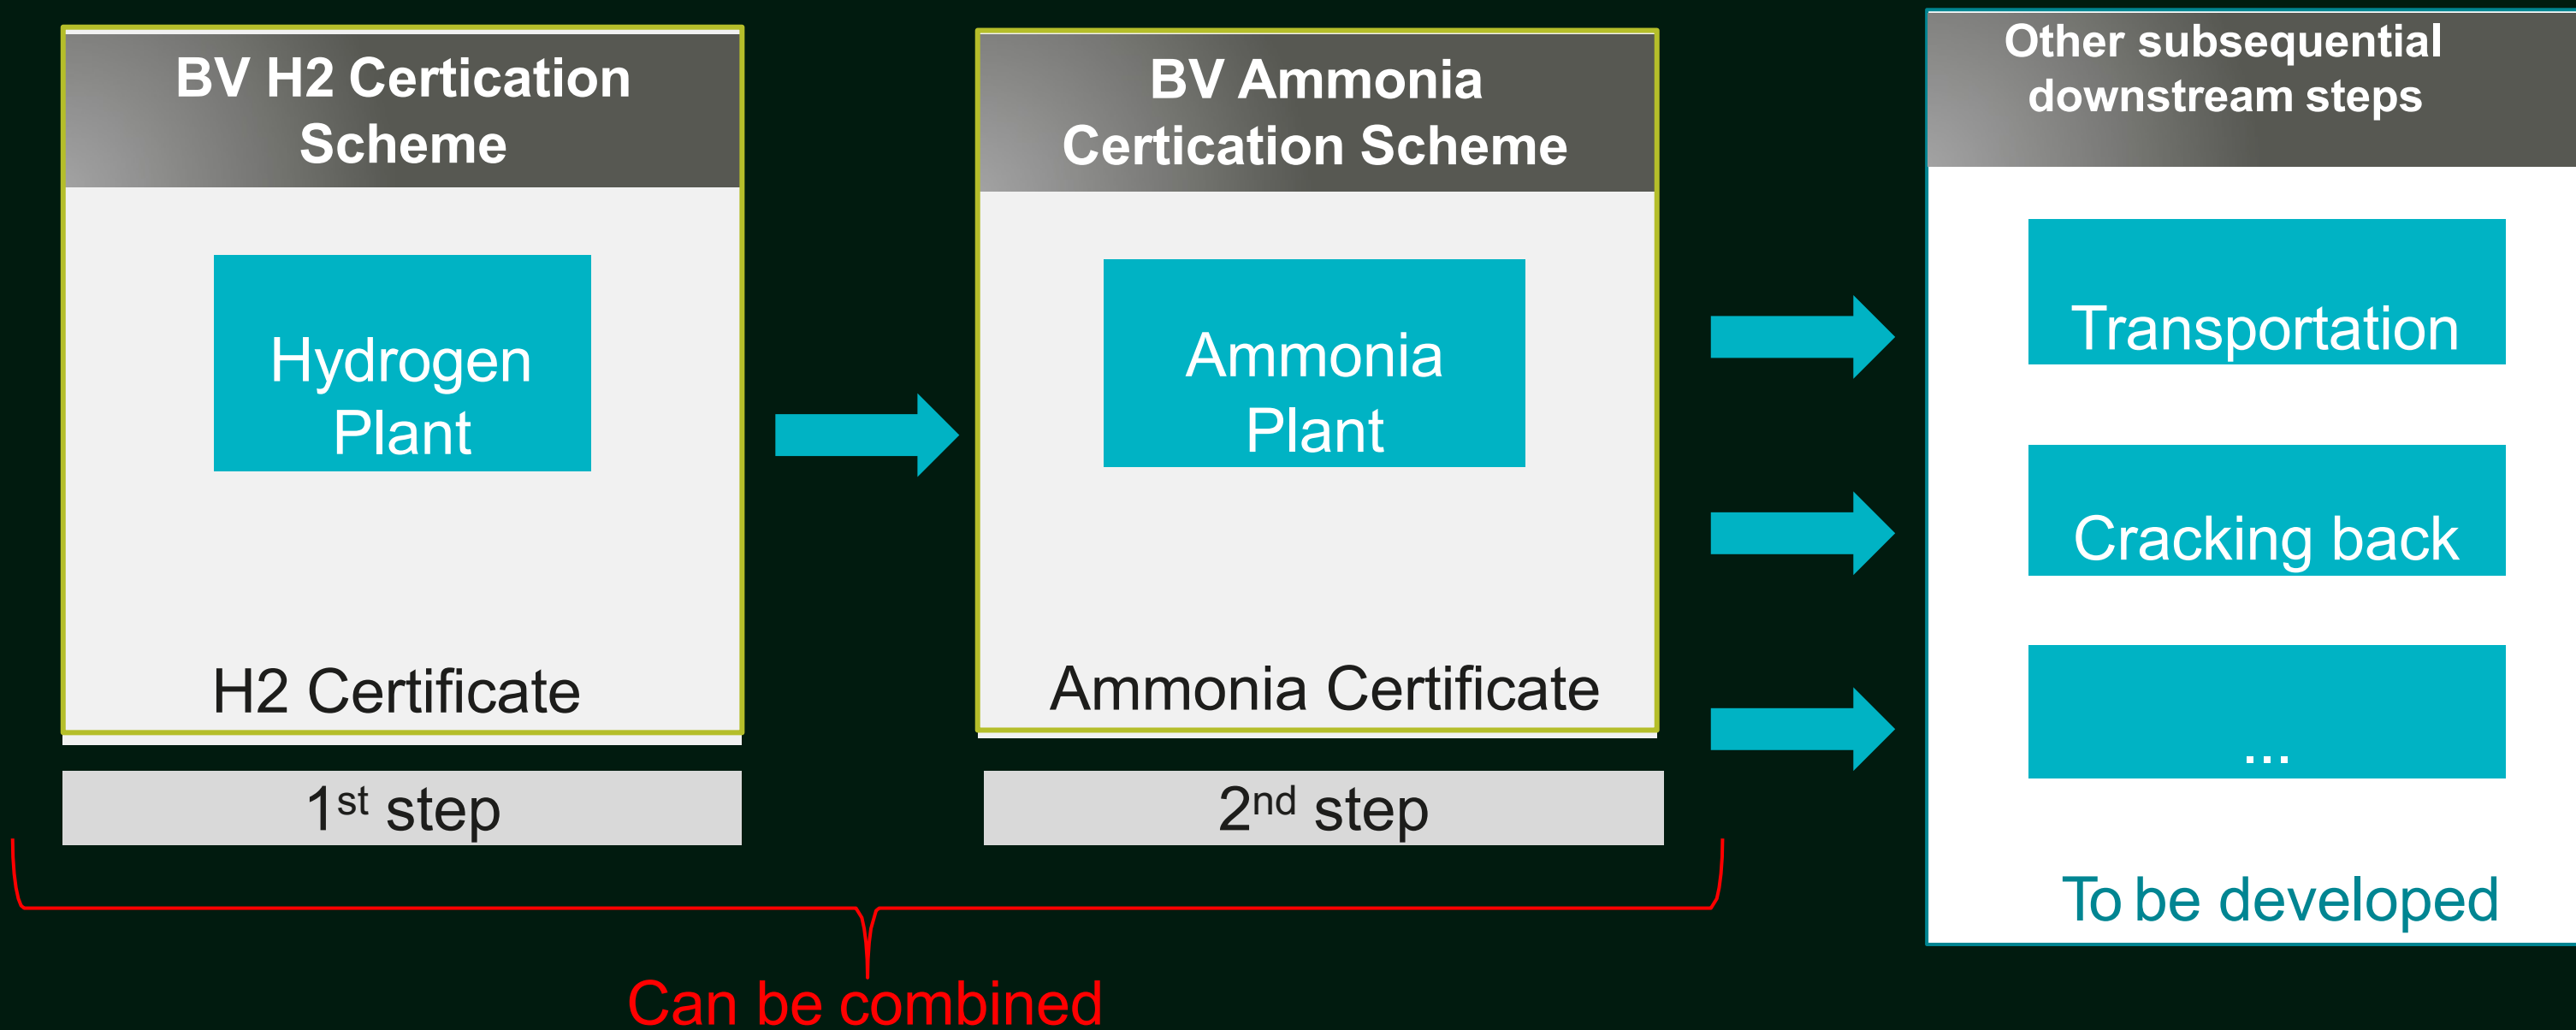 BV H2 Certication
Scheme
Hydrogen
Plant
H2 Certificate
1st step
BV Ammonia
Certication Scheme
Ammonia
Plant
Ammonia Certificate
2nd step
Can be combined
Other subsequential
downstream steps
Transportation
Cracking back
...
To be developed